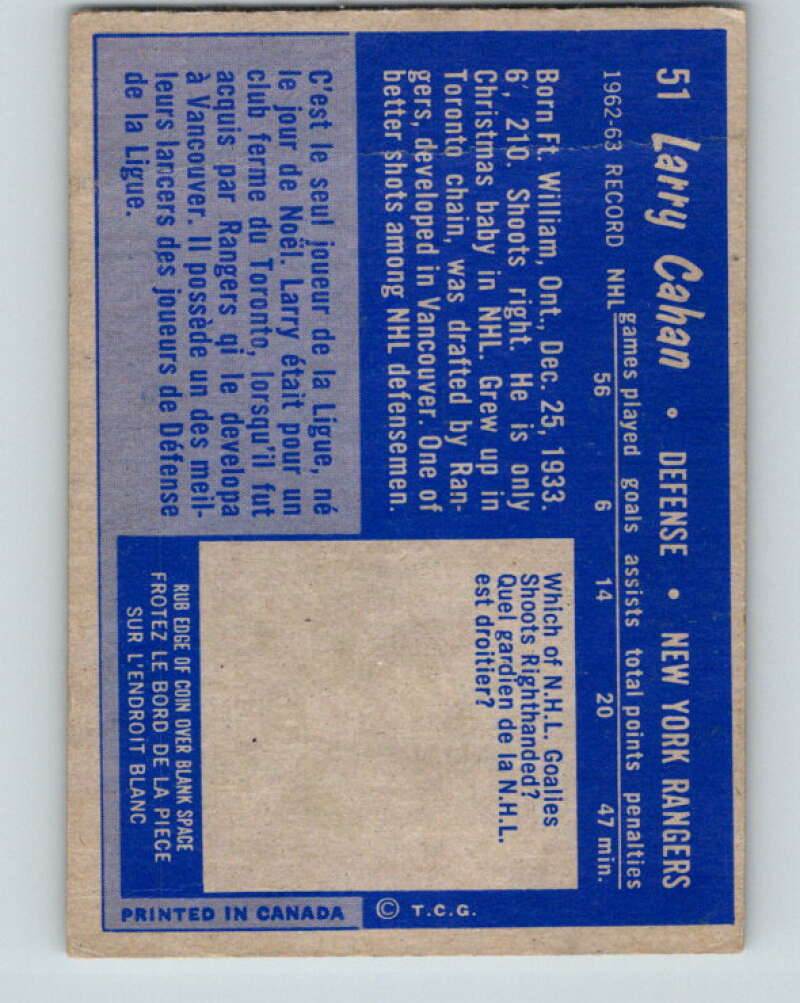 51 Larry Cahan • DEFENSE • NEW YORK RANGERS
games played goals assists total points penalties
1962-63 RECORD NHL 56 6 14 20 47 min.
Born Ft. William, Ont., Dec. 25, 1933.
6', 210. Shoots right. He is only
Christmas baby in NHL. Grew up in
Toronto chain, was drafted by Ran-
gers, developed in Vancouver. One of
better shots among NHL defensemen.
C'est le seul joueur de la Ligue, né
le jour de Noël. Larry était pour un
club ferme du Toronto, lorsqu'il fut
acquis par Rangers qi le developa
à Vancouver. Il possède un des meil-
leurs lancers des joueurs de Défense
de la Ligue.
Which of N.H.L. Goalies
Shoots Righthanded?
Quel gardien de la N.H.L.
est droitier?
RUB EDGE OF COIN OVER BLANK SPACE
FROTEZ LE BORD DE LA PIECE
SUR L'ENDROIT BLANC
© T.C.G.
PRINTED IN CANADA